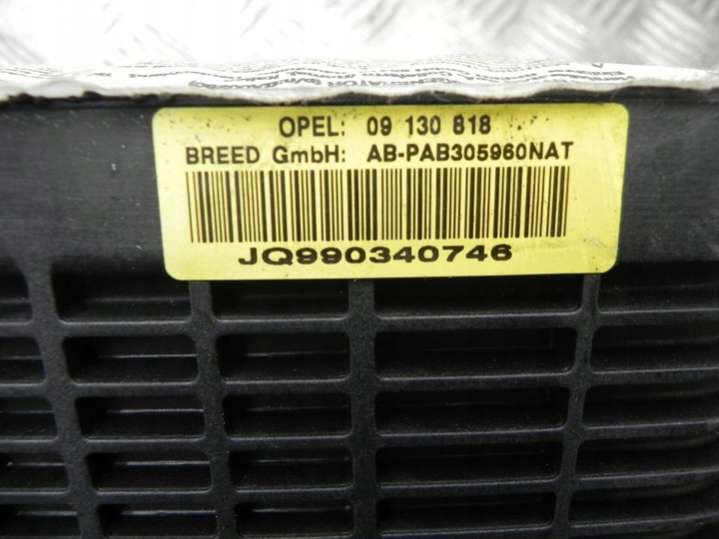 OPEL: 09 130 818
BREED GmbH: AB-PAB305960NAT
JQ990340746